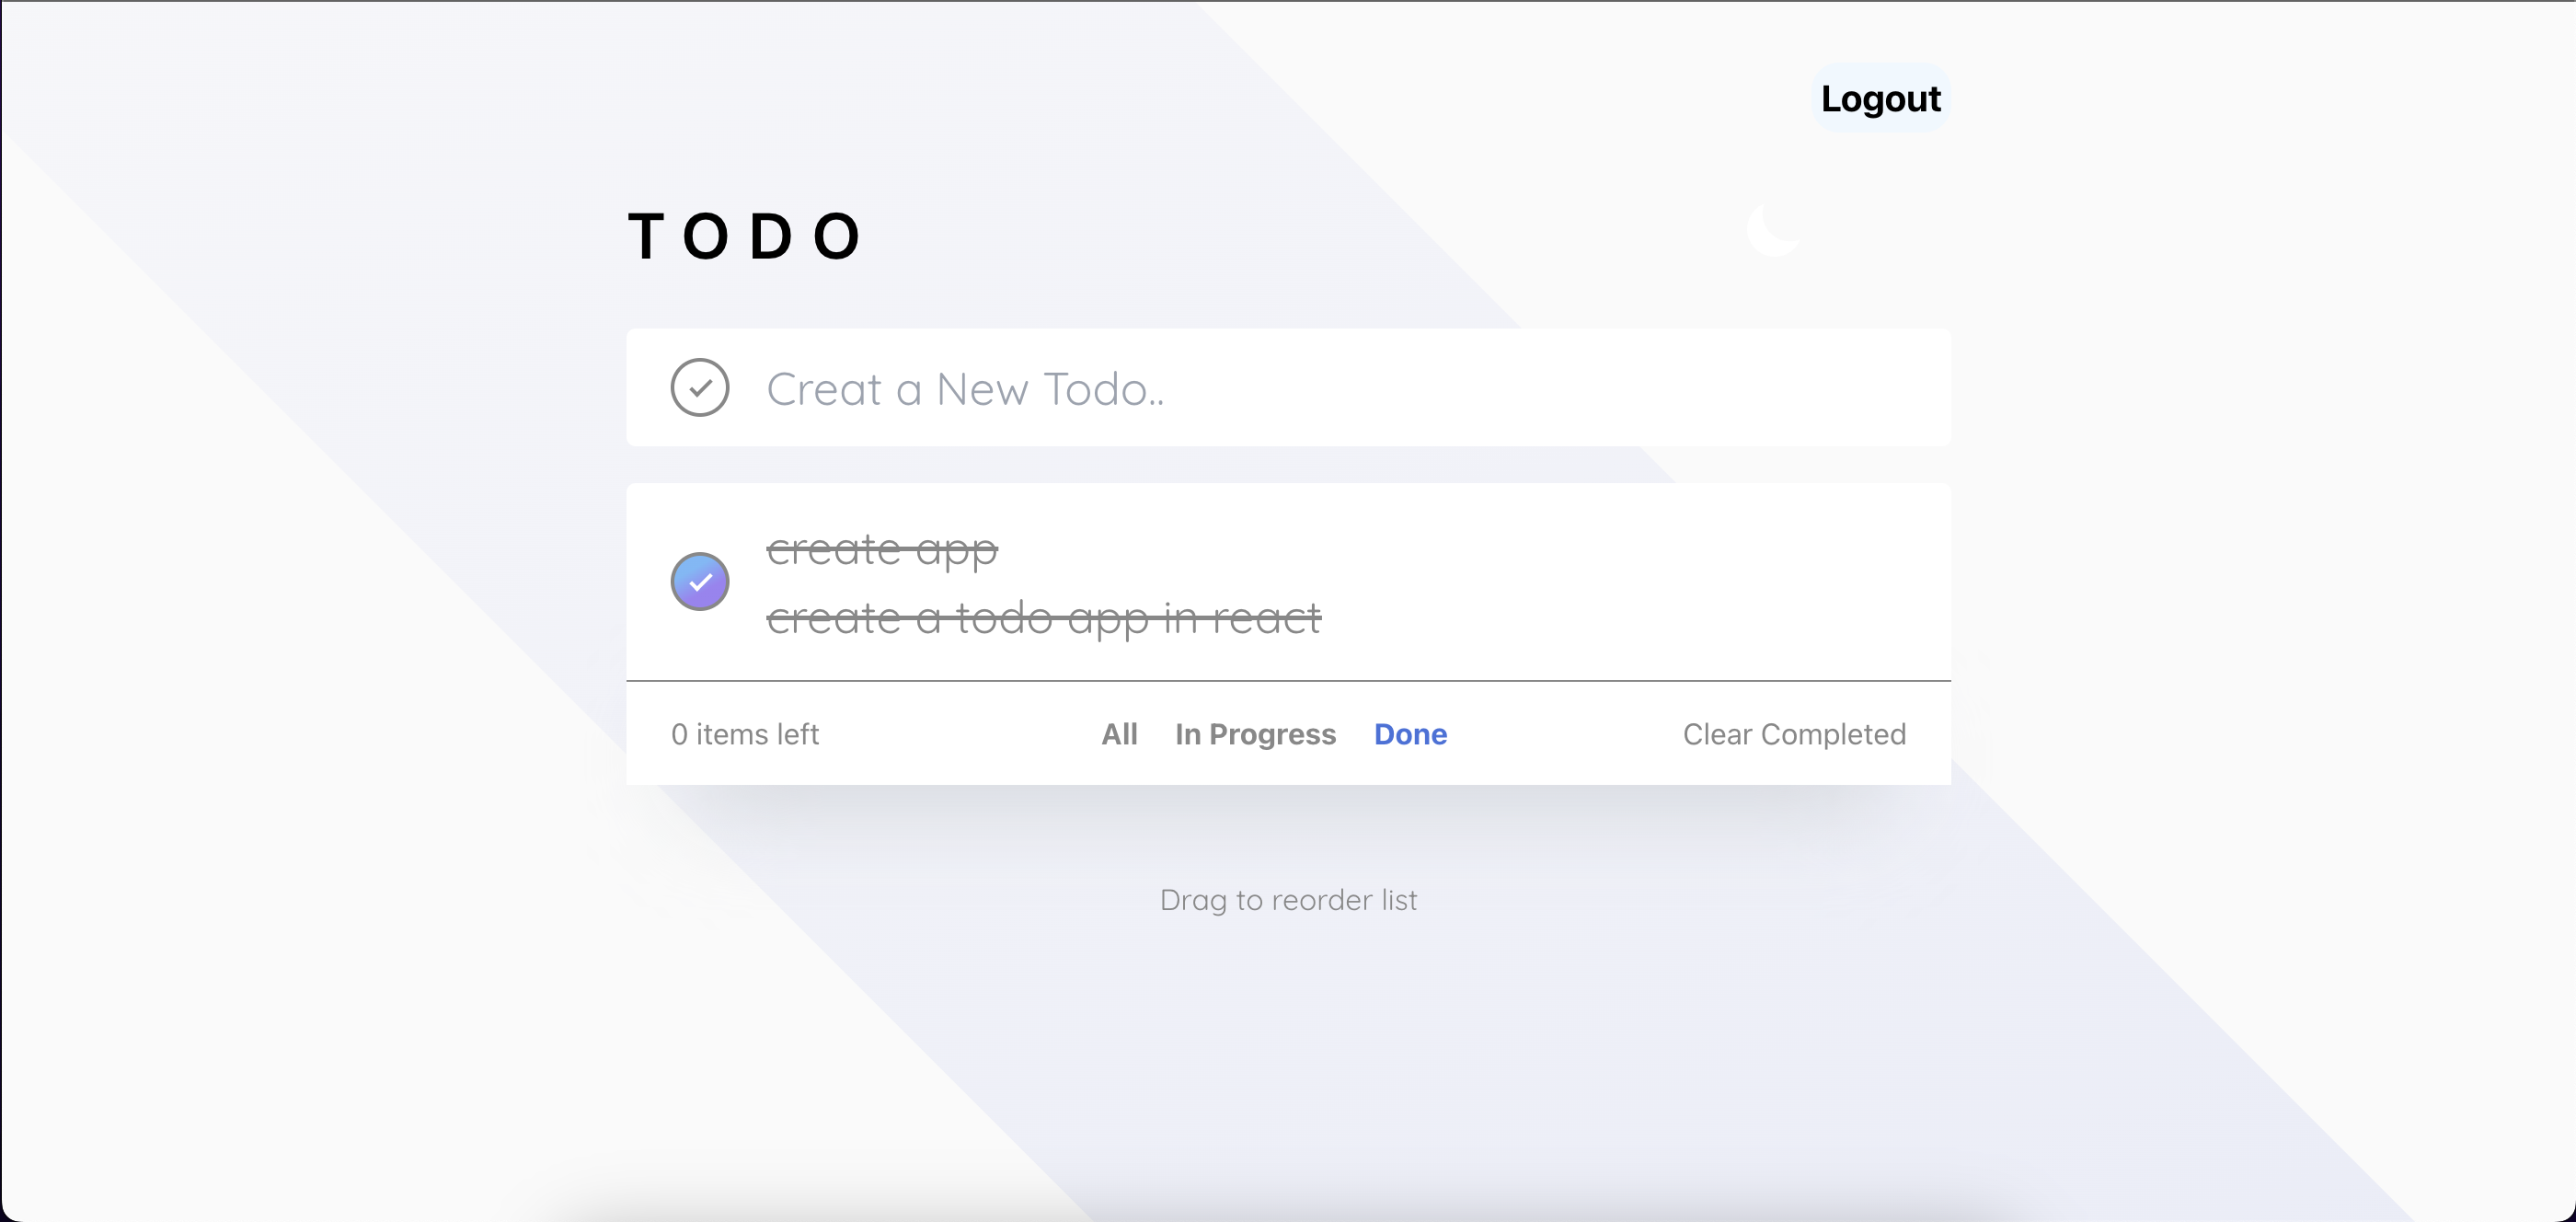 Logout
TODO
Creat a New Todo..
create app
create a todo app in react
0 items left All In Progress Done Clear Completed
Drag to reorder list